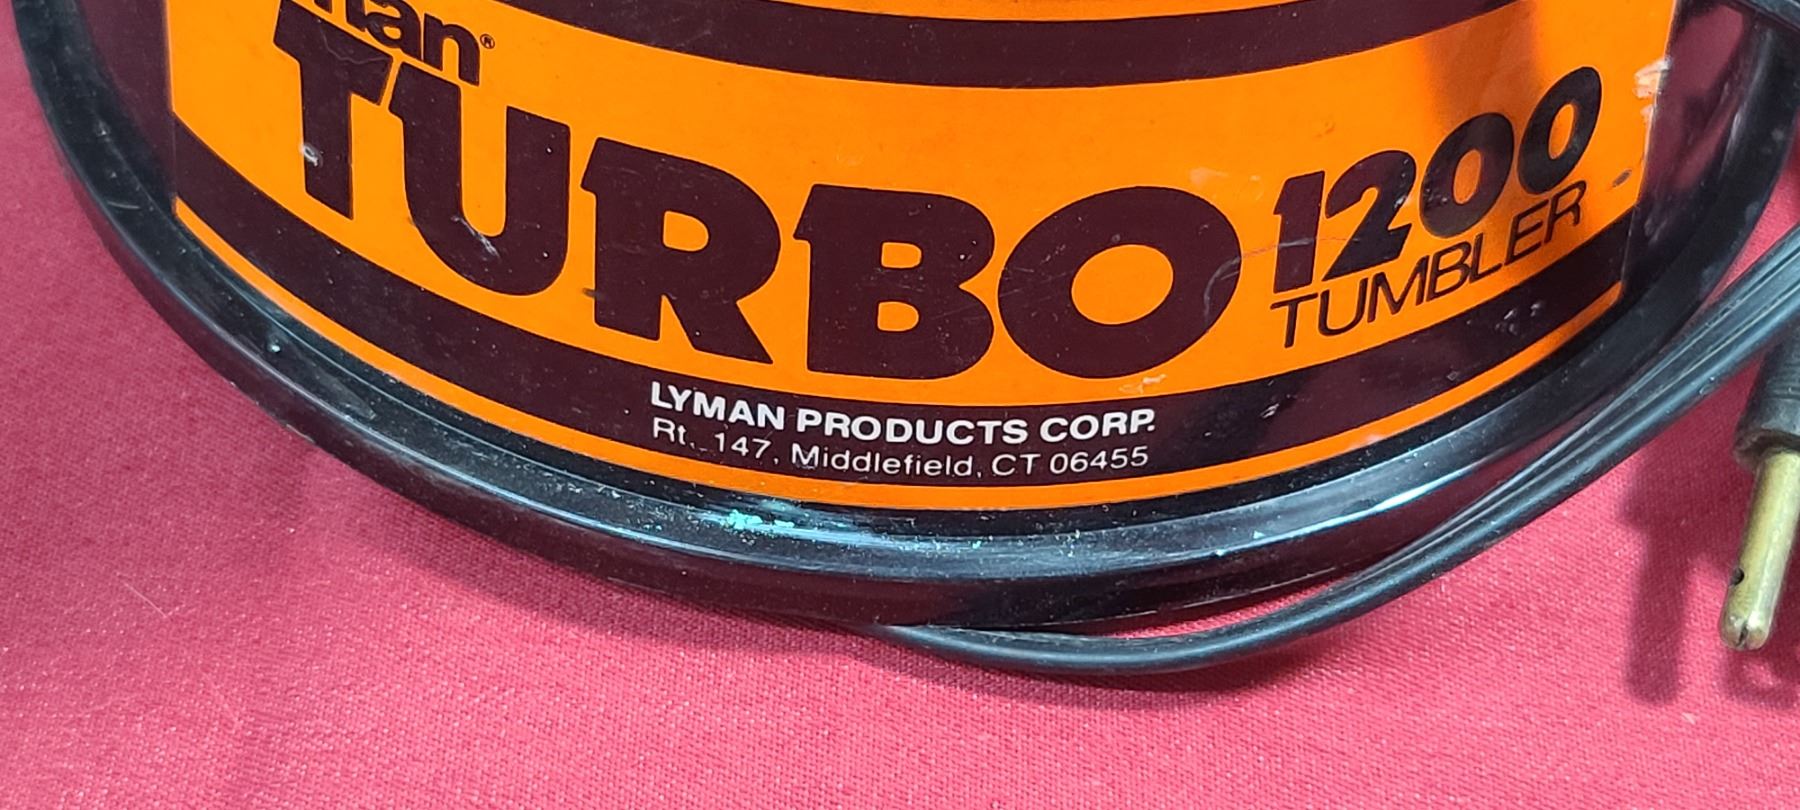 TURBO 1200
TUMBLER
LYMAN PRODUCTS CORP.
Rt. 147, Middlefield, CT 06455